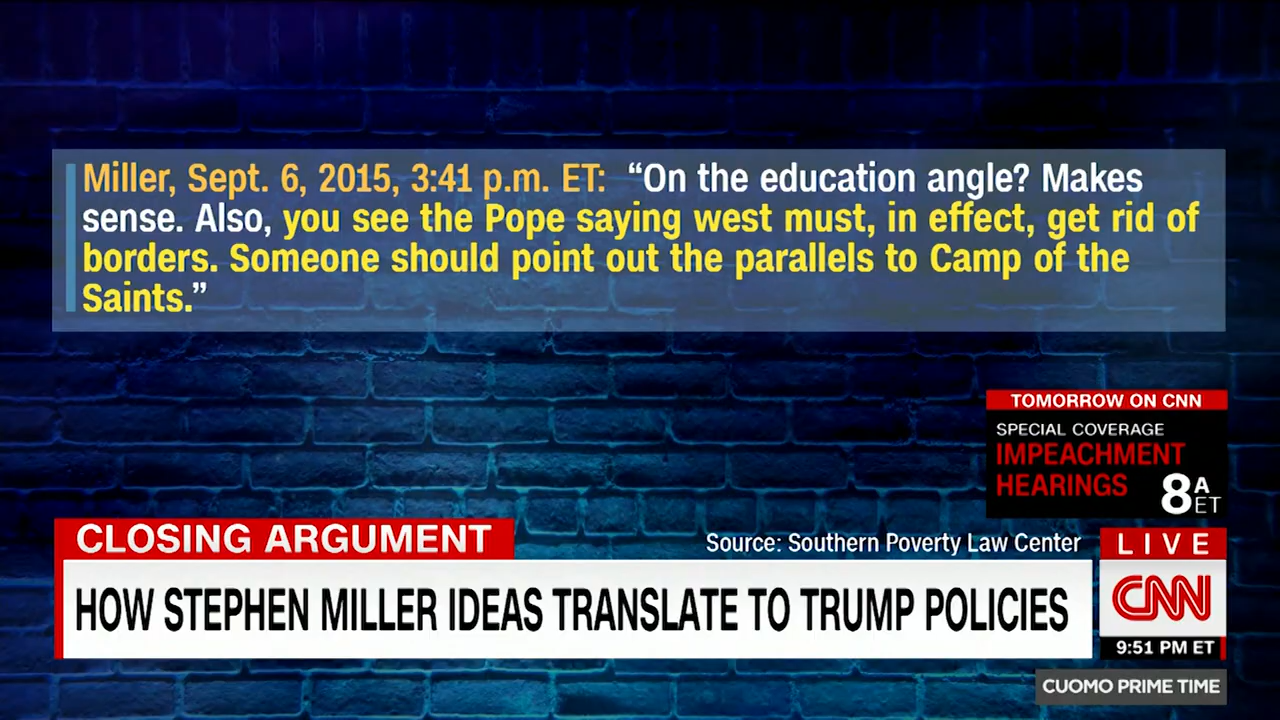 Miller, Sept. 6, 2015, 3:41 p.m. ET: “On the education angle? Makes
sense. Also, you see the Pope saying west must, in effect, get rid of
borders. Someone should point out the parallels to Camp of the
Saints.”
TOMORROW ON CNN
SPECIAL COVERAGE
IMPEACHMENT
HEARINGS 8A ET
CLOSING ARGUMENT
Source: Southern Poverty Law Center
LIVE
HOW STEPHEN MILLER IDEAS TRANSLATE TO TRUMP POLICIES
CNN
9:51 PM ET
CUOMO PRIME TIME